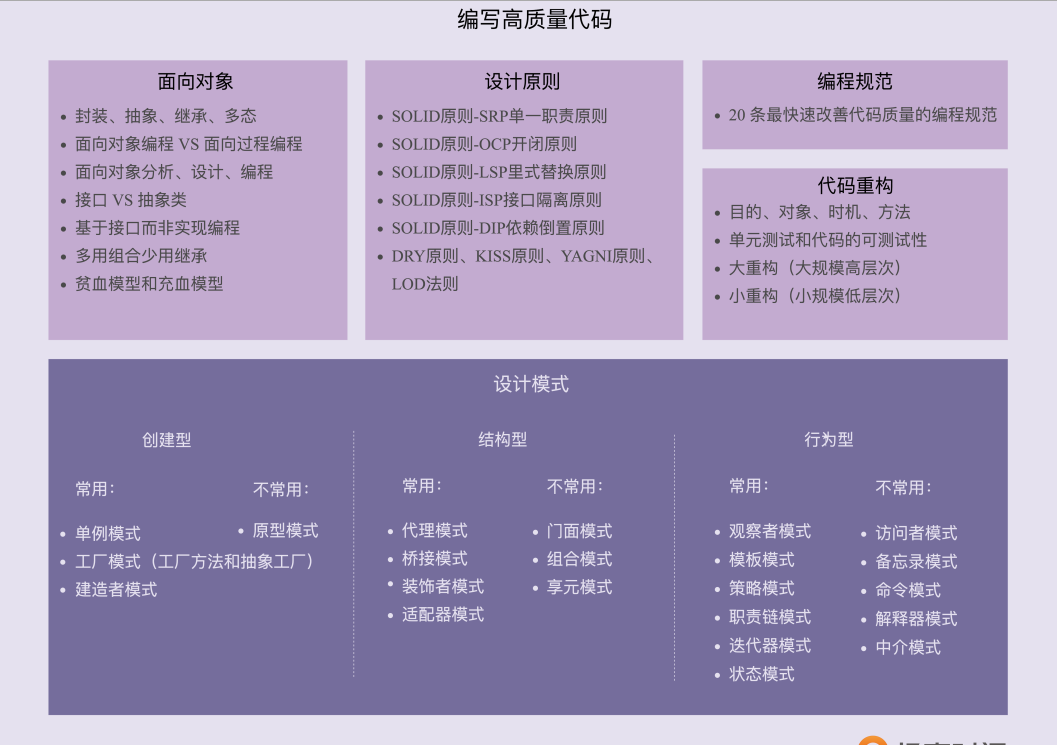 编写高质量代码
面向对象
封装、抽象、继承、多态
面向对象编程 VS 面向过程编程
面向对象分析、设计、编程
接口 VS 抽象类
基于接口而非实现编程
多用组合少用继承
贫血模型和充血模型
设计原则
SOLID原则-SRP单一职责原则
SOLID原则-OCP开闭原则
SOLID原则-LSP里式替换原则
SOLID原则-ISP接口隔离原则
SOLID原则-DIP依赖倒置原则
DRY原则、KISS原则、YAGNI原则、
LOD法则
编程规范
20 条最快速改善代码质量的编程规范
代码重构
目的、对象、时机、方法
单元测试和代码的可测试性
大重构（大规模高层次）
小重构（小规模低层次）
设计模式
创建型
常用：
单例模式
工厂模式（工厂方法和抽象工厂）
建造者模式
不常用：
原型模式
结构型
常用：
代理模式
桥接模式
装饰者模式
适配器模式
不常用：
门面模式
组合模式
享元模式
行为型
常用：
观察者模式
模板模式
策略模式
职责链模式
迭代器模式
状态模式
不常用：
访问者模式
备忘录模式
命令模式
解释器模式
中介模式